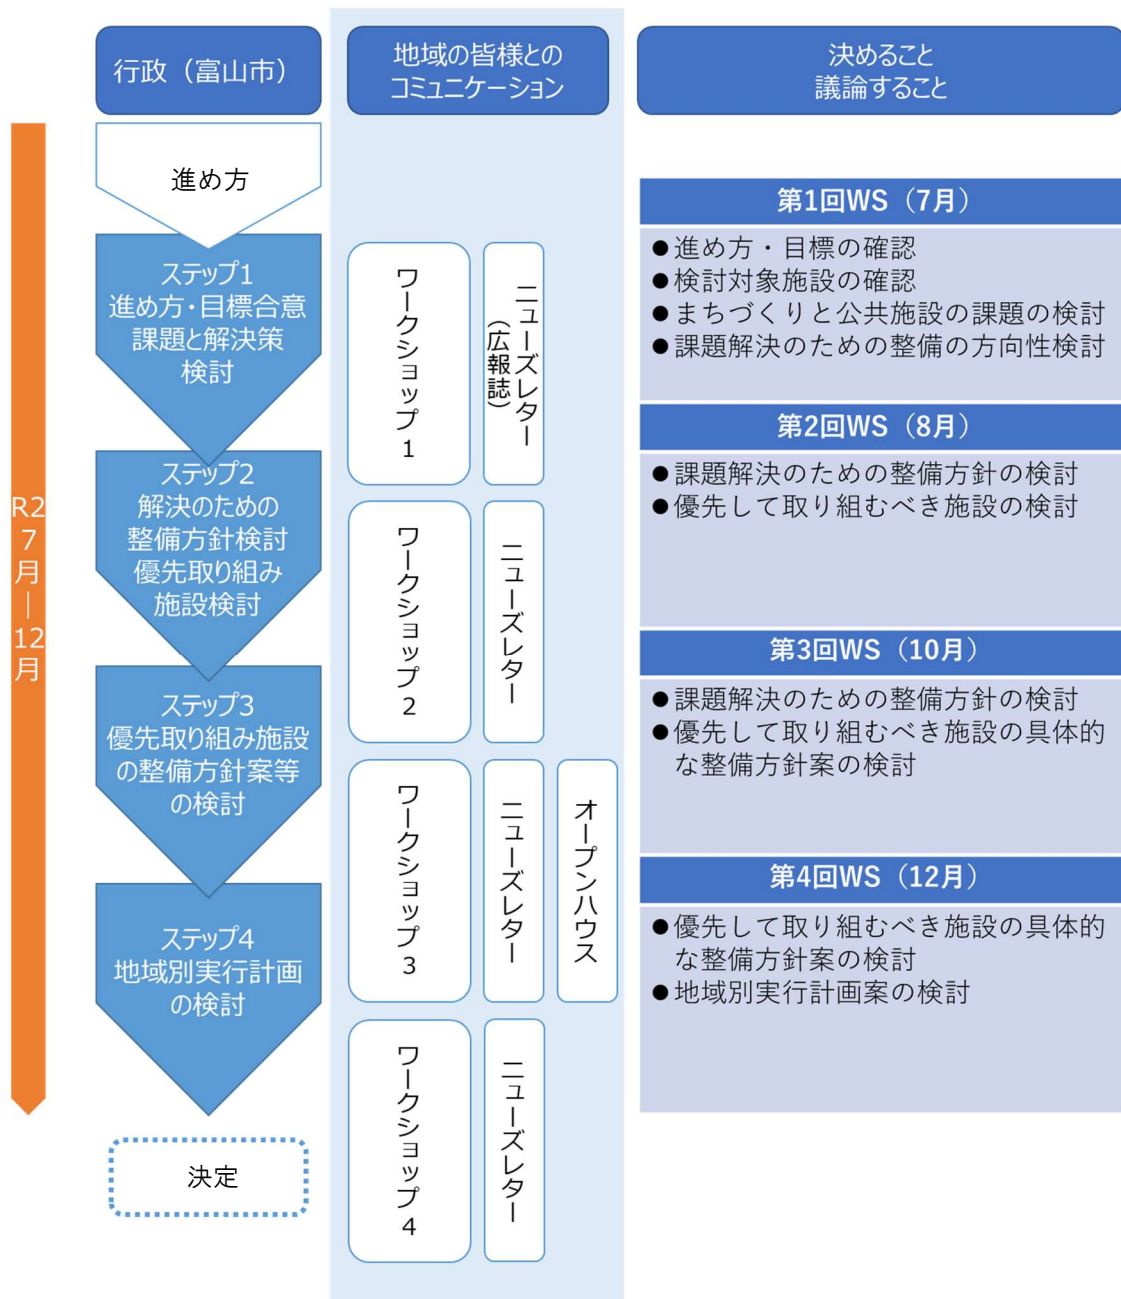 行政（富山市）
地域の皆様との
コミュニケーション
決めること
議論すること
R2
7
月
｜
12
月
進め方
ステップ1
進め方・目標合意
課題と解決策
検討
ステップ2
解決のための
整備方針検討
優先取り組み
施設検討
ステップ3
優先取り組み施設
の整備方針案等
の検討
ステップ4
地域別実行計画
の検討
決定
ワークショップ1
ニューズレター
（広報誌）
ワークショップ2
ニューズレター
ワークショップ3
ニューズレター
オープンハウス
ワークショップ4
ニューズレター
第1回WS（7月）
●進め方・目標の確認
●検討対象施設の確認
●まちづくりと公共施設の課題の検討
●課題解決のための整備の方向性検討
第2回WS（8月）
●課題解決のための整備方針の検討
●優先して取り組むべき施設の検討
第3回WS（10月）
●課題解決のための整備方針の検討
●優先して取り組むべき施設の具体的
な整備方針案の検討
第4回WS（12月）
●優先して取り組むべき施設の具体的
な整備方針案の検討
●地域別実行計画案の検討